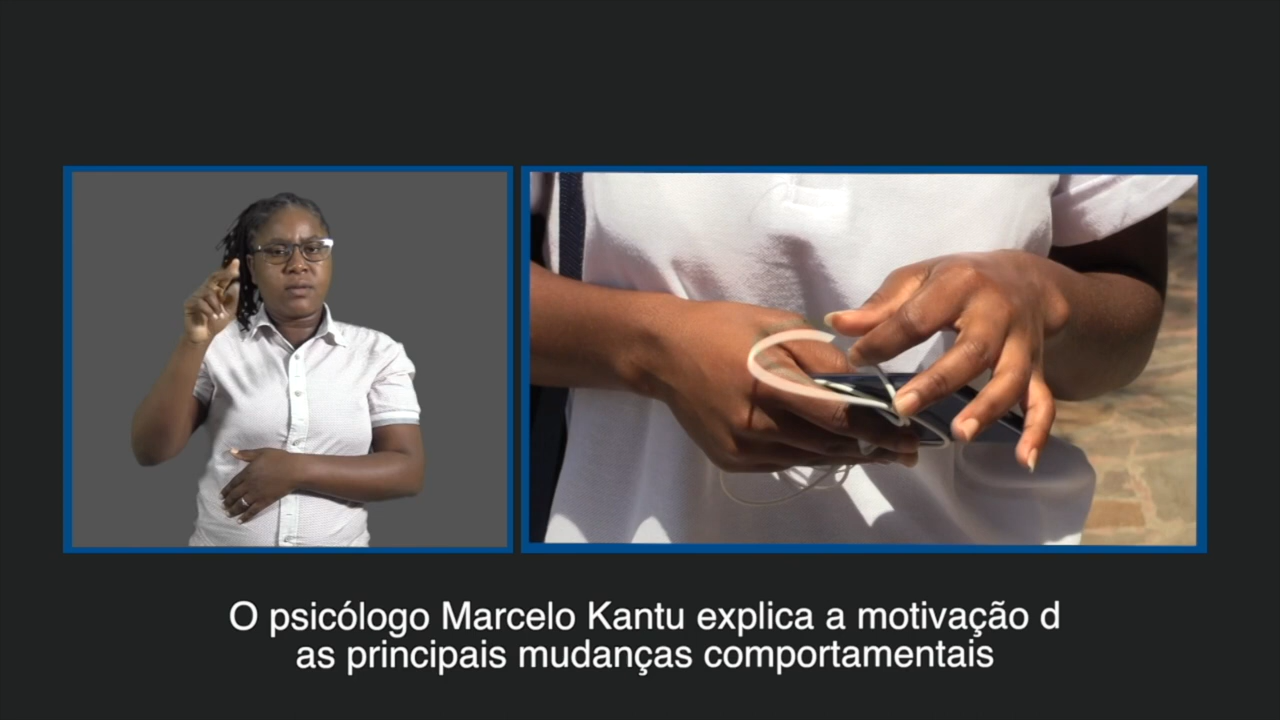 O psicólogo Marcelo Kantu explica a motivação d
as principais mudanças comportamentais